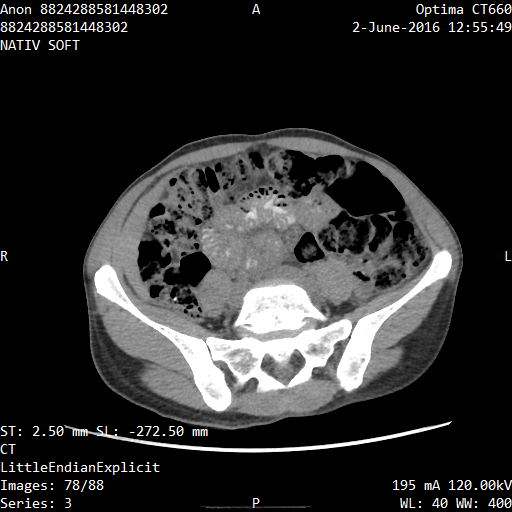 Anon 8824288581448302 A Optima CT660
8824288581448302 2-June-2016 12:55:49
NATIV SOFT
R L
ST: 2.50 mm SL: -272.50 mm
CT
LittleEndianExplicit
Images: 78/88 195 mA 120.00kV
Series: 3 P WL: 40 WW: 400